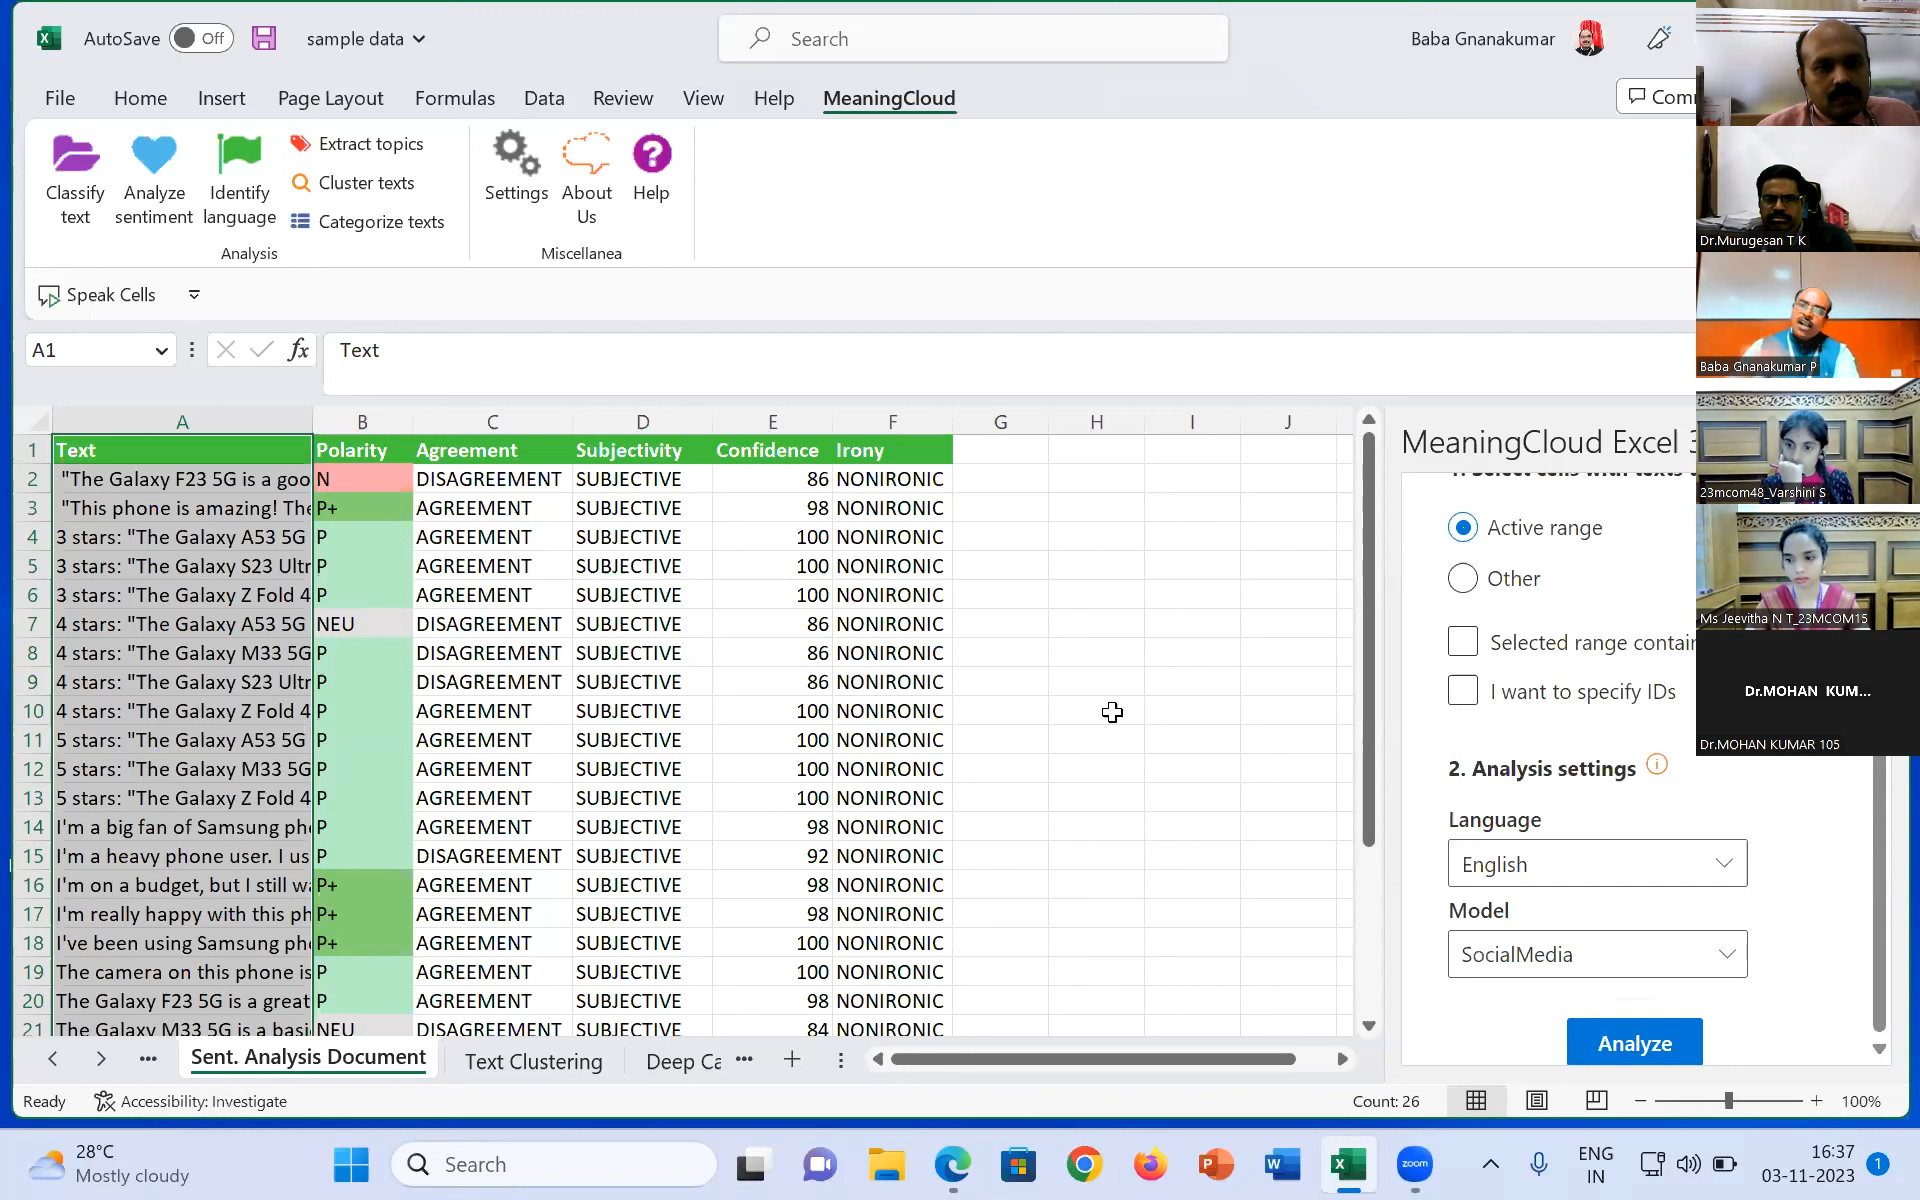 AutoSave Off sample data Search Baba Gnanakumar
File Home Insert Page Layout Formulas Data Review View Help MeaningCloud
Classify text
Analyze sentiment
Identify language
Extract topics
Cluster texts
Categorize texts
Analysis
Settings
About Us
Help
Miscellanea
Speak Cells
A1 fx Text
A B C D E F G H I J
1 Text Polarity Agreement Subjectivity Confidence Irony
2 "The Galaxy F23 5G is a goo N DISAGREEMENT SUBJECTIVE 86 NONIRONIC
3 "This phone is amazing! The P+ AGREEMENT SUBJECTIVE 98 NONIRONIC
4 3 stars: "The Galaxy A53 5G P AGREEMENT SUBJECTIVE 100 NONIRONIC
5 3 stars: "The Galaxy S23 Ultr P AGREEMENT SUBJECTIVE 100 NONIRONIC
6 3 stars: "The Galaxy Z Fold 4 P AGREEMENT SUBJECTIVE 100 NONIRONIC
7 4 stars: "The Galaxy A53 5G NEU DISAGREEMENT SUBJECTIVE 86 NONIRONIC
8 4 stars: "The Galaxy M33 5G P DISAGREEMENT SUBJECTIVE 86 NONIRONIC
9 4 stars: "The Galaxy S23 Ultr P DISAGREEMENT SUBJECTIVE 86 NONIRONIC
10 4 stars: "The Galaxy Z Fold 4 P AGREEMENT SUBJECTIVE 100 NONIRONIC
11 5 stars: "The Galaxy A53 5G P AGREEMENT SUBJECTIVE 100 NONIRONIC
12 5 stars: "The Galaxy M33 5G P AGREEMENT SUBJECTIVE 100 NONIRONIC
13 5 stars: "The Galaxy Z Fold 4 P AGREEMENT SUBJECTIVE 100 NONIRONIC
14 I'm a big fan of Samsung ph P AGREEMENT SUBJECTIVE 98 NONIRONIC
15 I'm a heavy phone user. I us P DISAGREEMENT SUBJECTIVE 92 NONIRONIC
16 I'm on a budget, but I still wa P+ AGREEMENT SUBJECTIVE 98 NONIRONIC
17 I'm really happy with this ph P+ AGREEMENT SUBJECTIVE 98 NONIRONIC
18 I've been using Samsung pho P+ AGREEMENT SUBJECTIVE 100 NONIRONIC
19 The camera on this phone is P AGREEMENT SUBJECTIVE 100 NONIRONIC
20 The Galaxy F23 5G is a great P AGREEMENT SUBJECTIVE 98 NONIRONIC
21 The Galaxy M33 5G is a basi NEU DISAGREEMENT SUBJECTIVE 84 NONIRONIC
MeaningCloud Excel
1. Select cells with texts
Active range
Other
Selected range contai
I want to specify IDs
2. Analysis settings
Language
English
Model
SocialMedia
Analyze
Com
Dr.Murugesan T K
Baba Gnanakumar P
23mcom48_Varshini S
Ms Jeevitha N T_23MCOM15
Dr.MOHAN KUM...
Dr.MOHAN KUMAR 105
Sent. Analysis Document Text Clustering Deep Ca
Ready Accessibility: Investigate Count: 26 100%
28°C
Mostly cloudy
Search
zoom
ENG
IN
16:37
03-11-2023
1